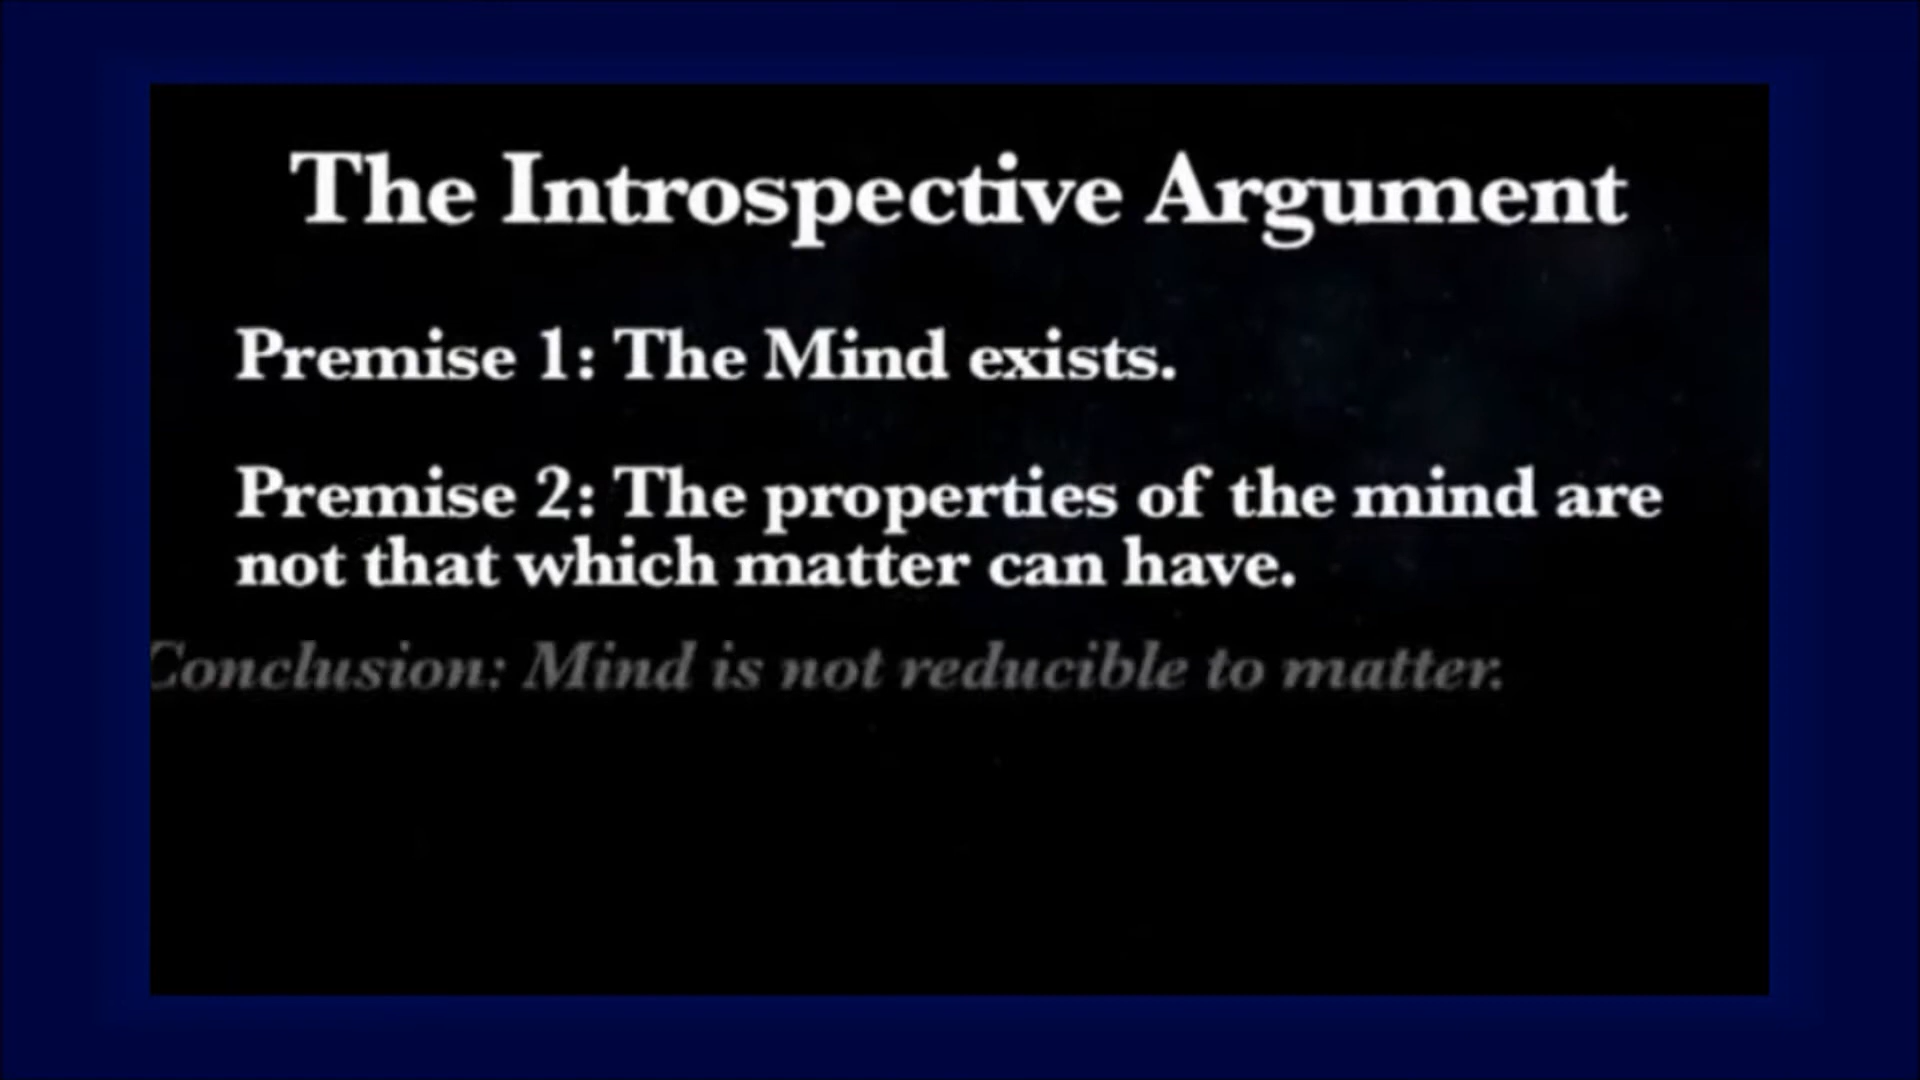 The Introspective Argument
Premise 1: The Mind exists.
Premise 2: The properties of the mind are
not that which matter can have.
Conclusion: Mind is not reducible to matter.